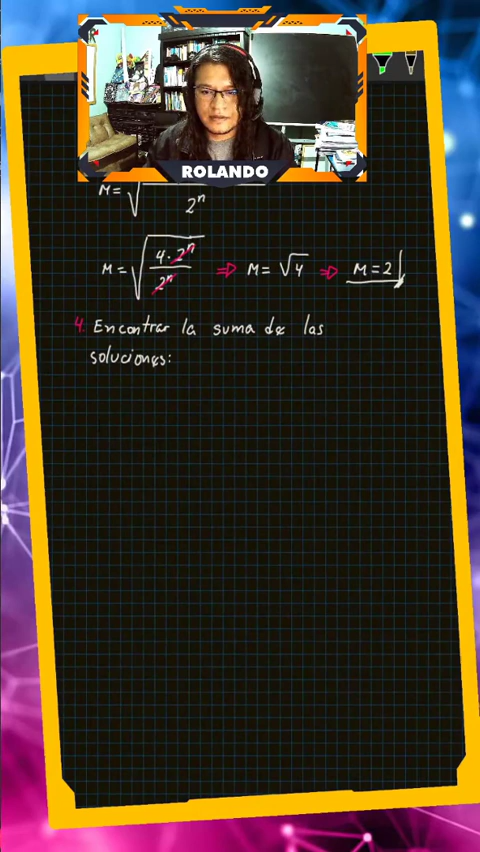 ROLANDO
M = √ 2ⁿ
M = √(4 · 2ⁿ / 2ⁿ) ⇒ M = √4 ⇒ M = 2
4. Encontrar la suma de las
soluciones: